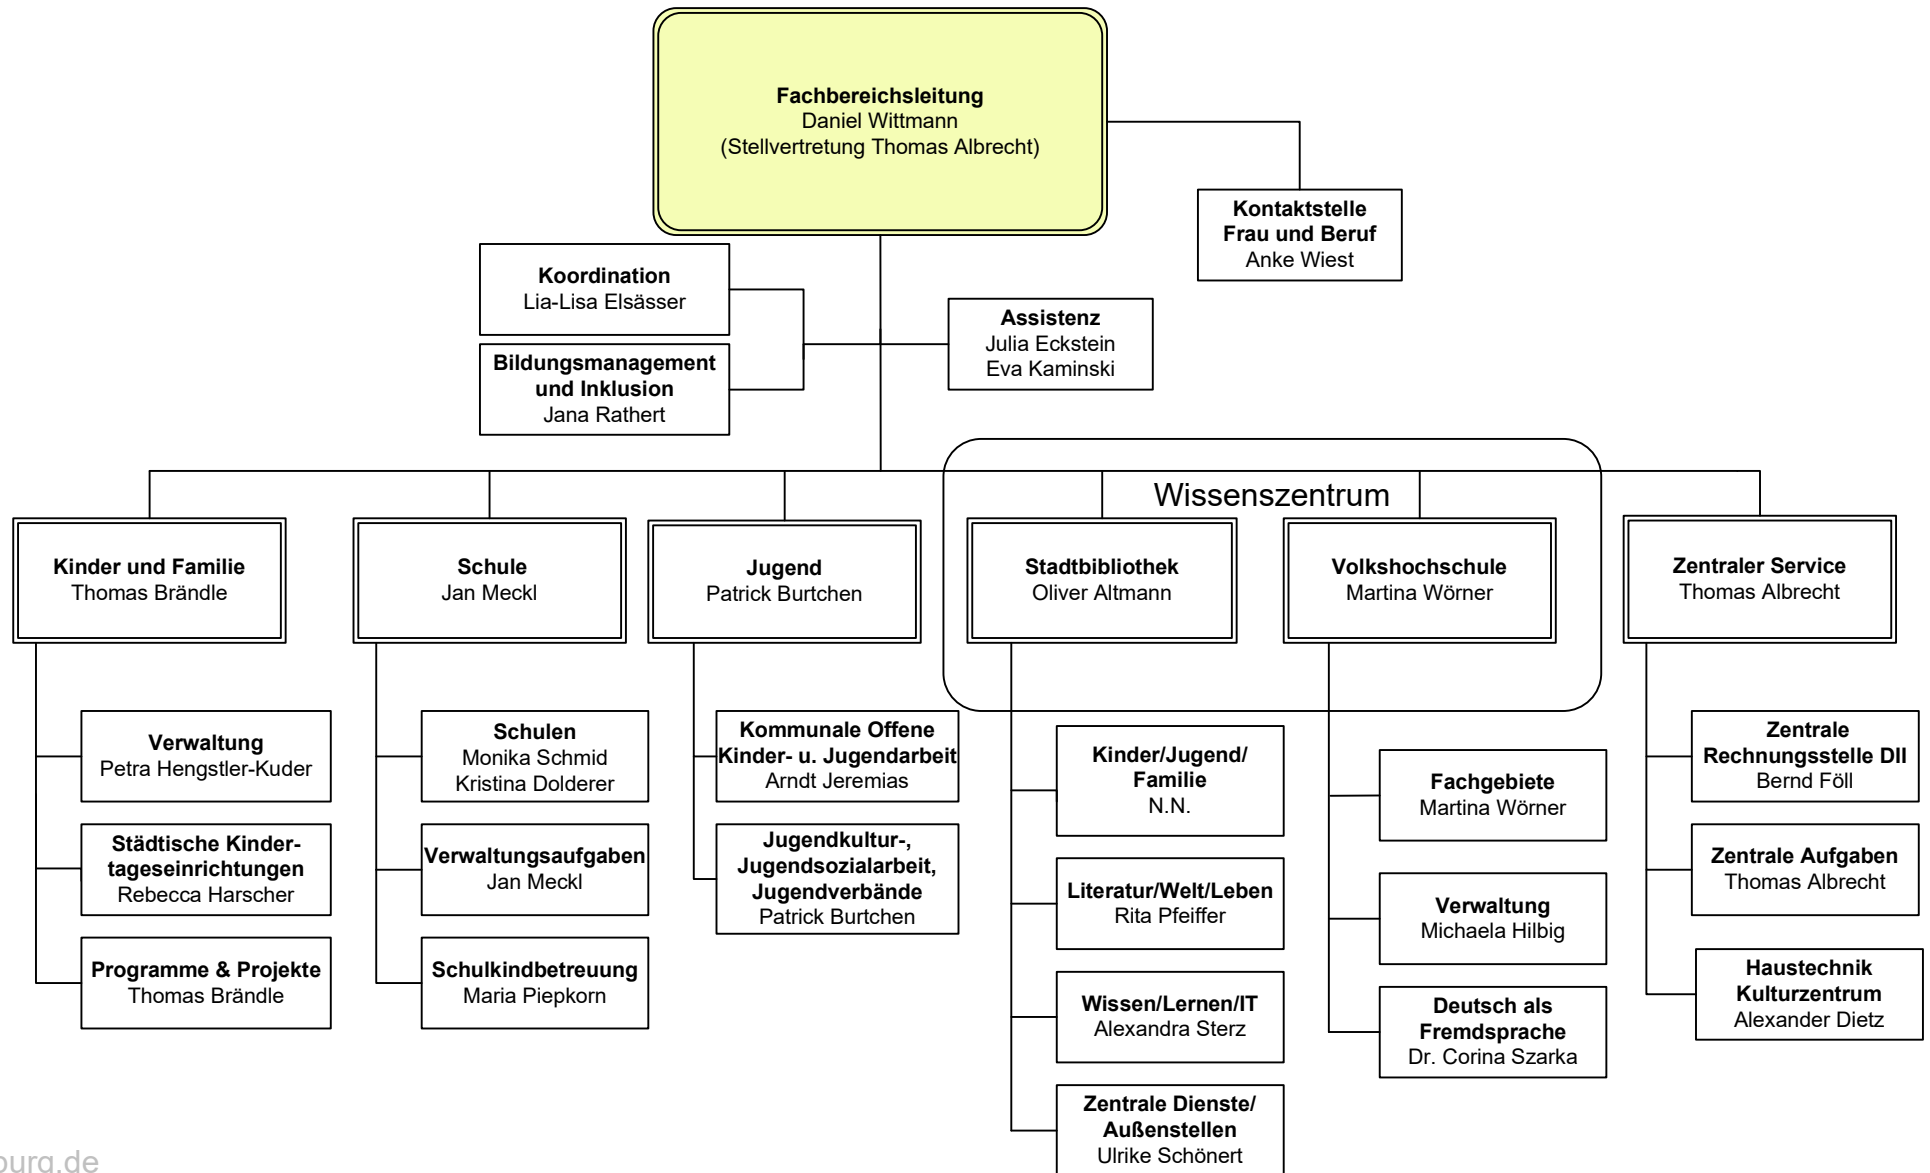 Fachbereichsleitung
Daniel Wittmann
(Stellvertretung Thomas Albrecht)
Kontaktstelle
Frau und Beruf
Anke Wiest
Koordination
Lia-Lisa Elsässer
Assistenz
Julia Eckstein
Eva Kaminski
Bildungsmanagement
und Inklusion
Jana Rathert
Wissenszentrum
Kinder und Familie
Thomas Brändle
Schule
Jan Meckl
Jugend
Patrick Burtchen
Stadtbibliothek
Oliver Altmann
Volkshochschule
Martina Wörner
Zentraler Service
Thomas Albrecht
Verwaltung
Petra Hengstler-Kuder
Städtische Kinder-
tageseinrichtungen
Rebecca Harscher
Programme & Projekte
Thomas Brändle
Schulen
Monika Schmid
Kristina Dolderer
Verwaltungsaufgaben
Jan Meckl
Schulkindbetreuung
Maria Piepkorn
Kommunale Offene
Kinder- u. Jugendarbeit
Arndt Jeremias
Jugendkultur-,
Jugendsozialarbeit,
Jugendverbände
Patrick Burtchen
Kinder/Jugend/
Familie
N.N.
Literatur/Welt/Leben
Rita Pfeiffer
Wissen/Lernen/IT
Alexandra Sterz
Zentrale Dienste/
Außenstellen
Ulrike Schönert
Fachgebiete
Martina Wörner
Verwaltung
Michaela Hilbig
Deutsch als
Fremdsprache
Dr. Corina Szarka
Zentrale
Rechnungsstelle DII
Bernd Föll
Zentrale Aufgaben
Thomas Albrecht
Haustechnik
Kulturzentrum
Alexander Dietz
burg.de